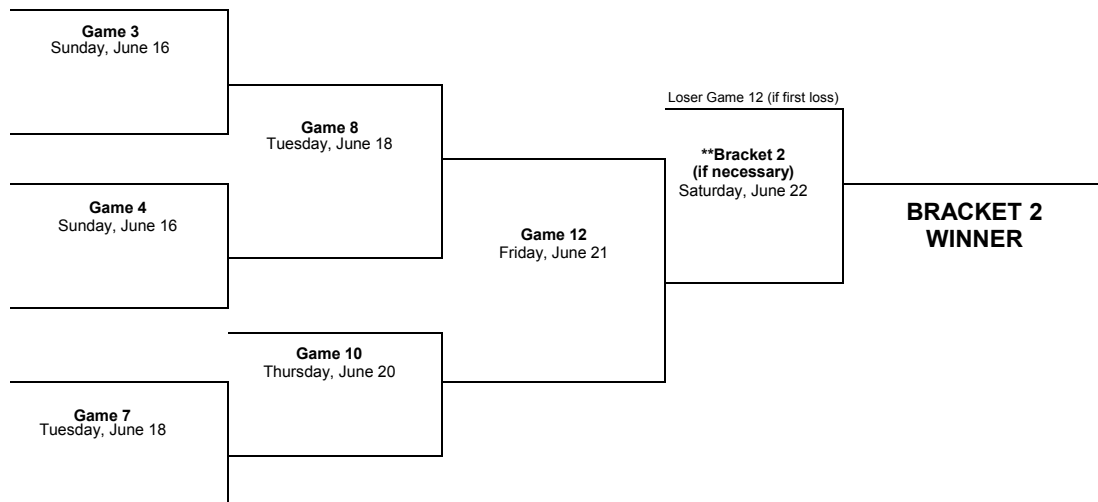 Game 3
Sunday, June 16
Game 8
Tuesday, June 18
Game 4
Sunday, June 16
Game 12
Friday, June 21
Game 10
Thursday, June 20
Game 7
Tuesday, June 18
Loser Game 12 (if first loss)
**Bracket 2
(if necessary)
Saturday, June 22
BRACKET 2
WINNER